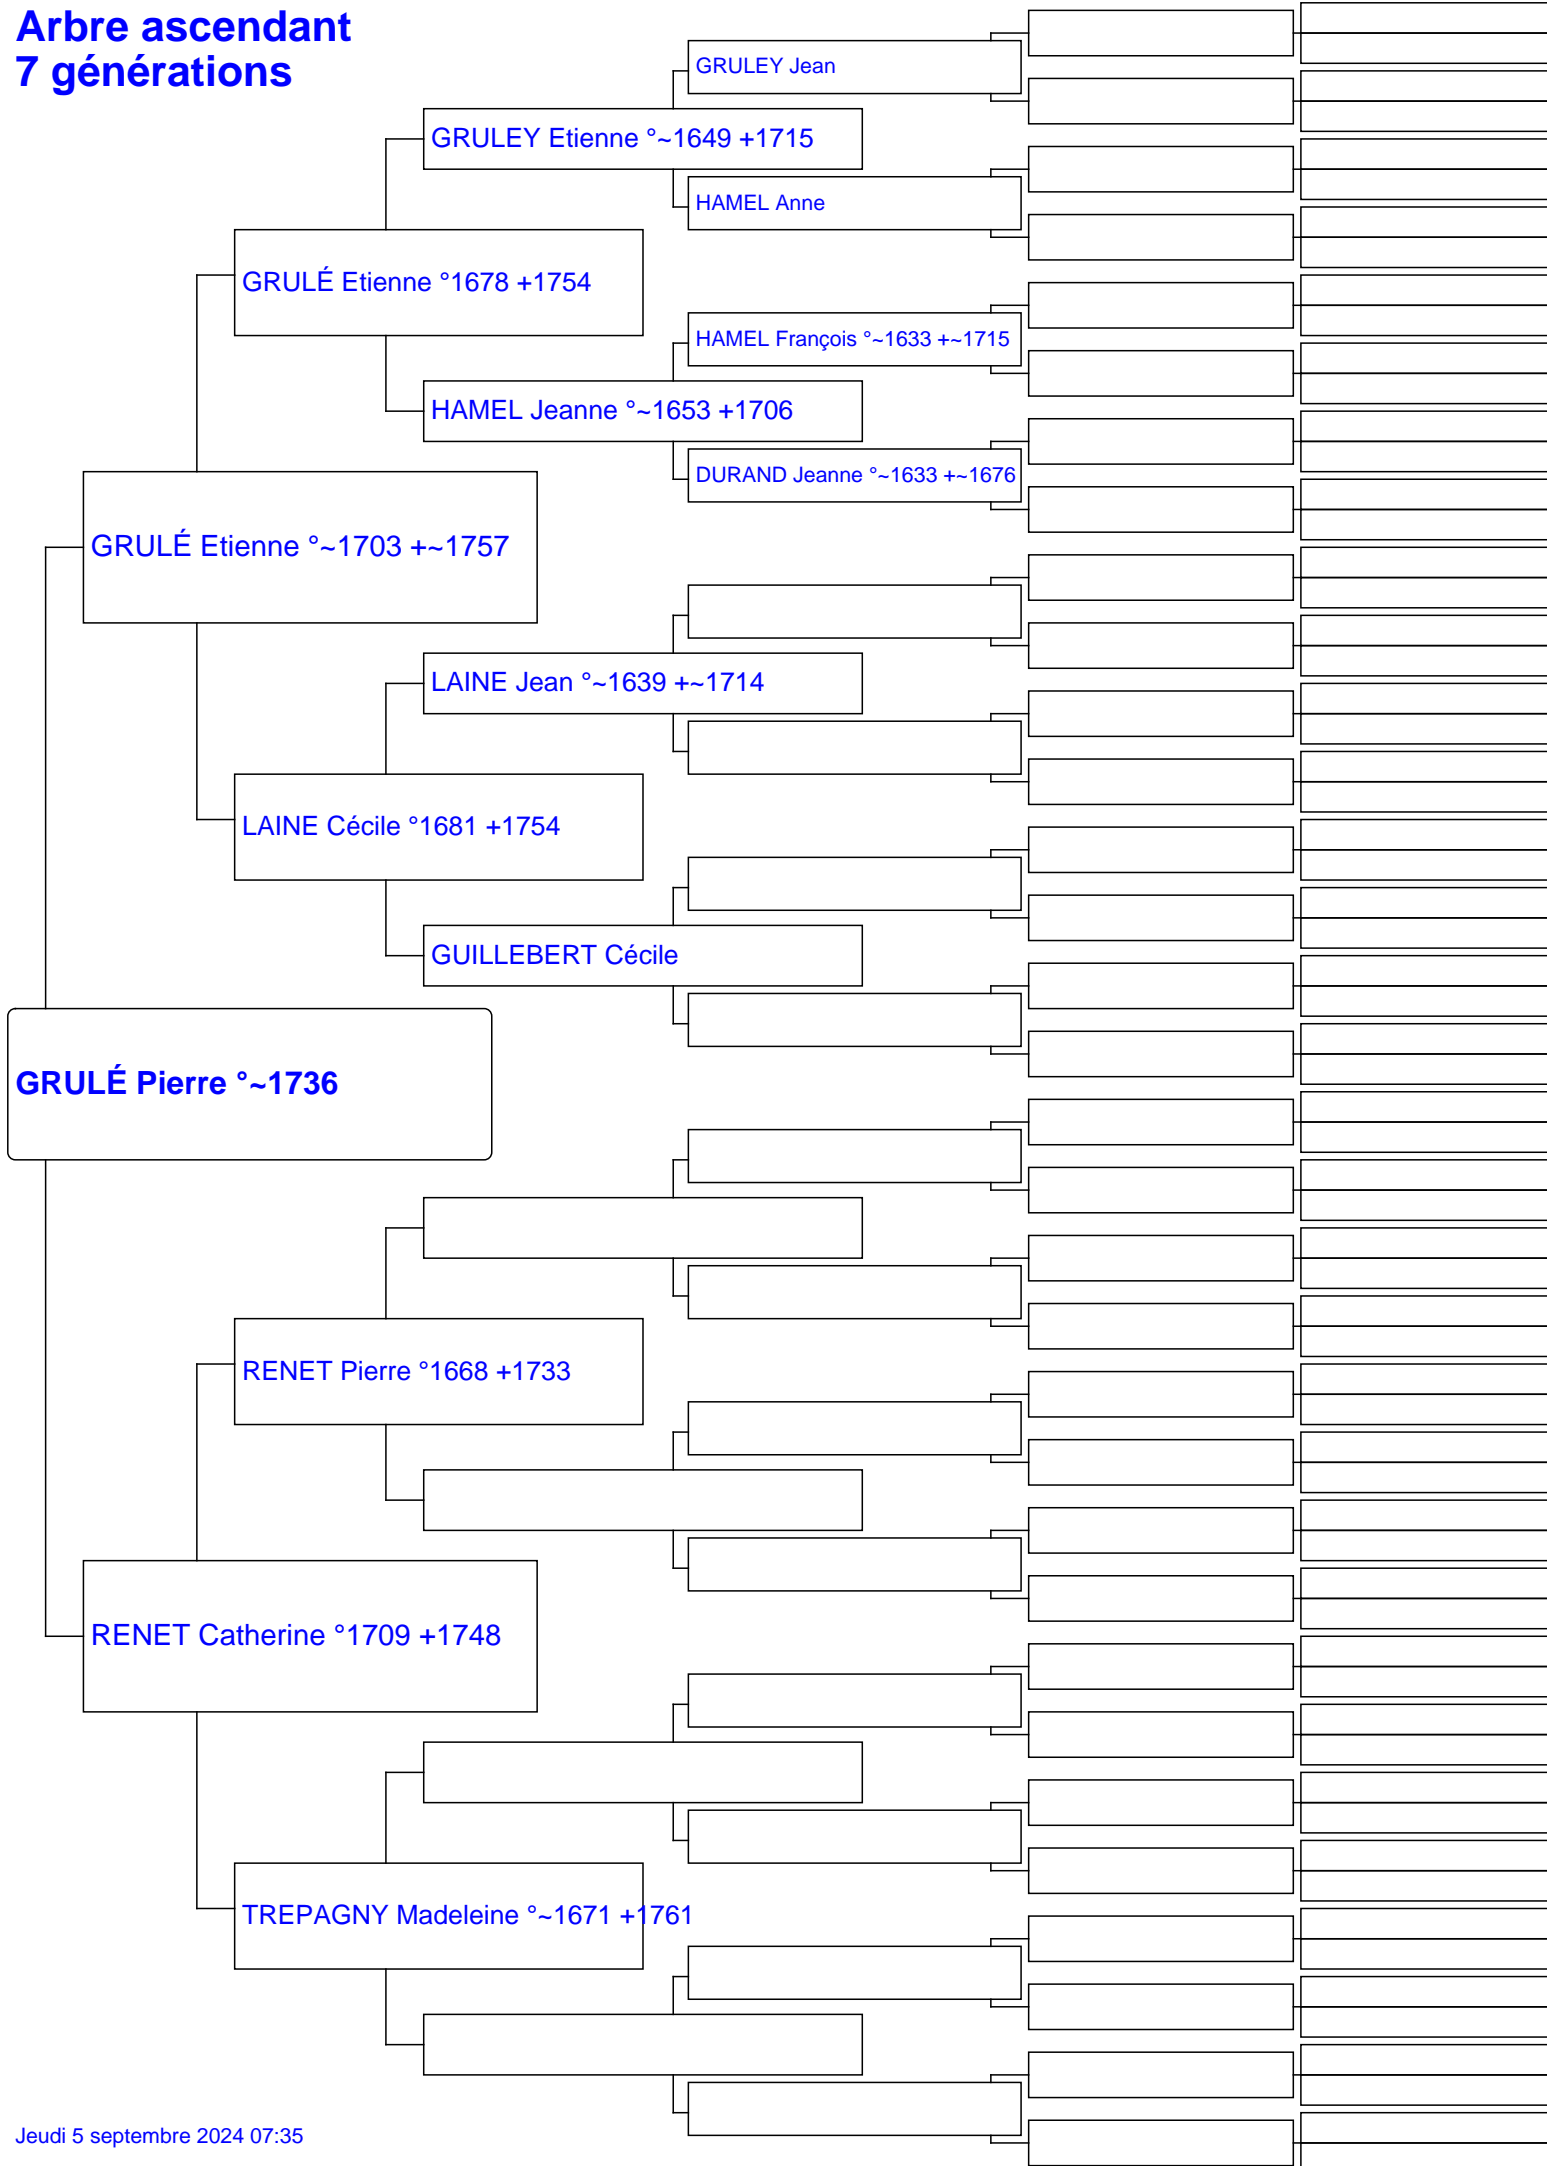 Arbre ascendant
7 générations
GRULEY Jean
GRULEY Etienne °~1649 +1715
HAMEL Anne
GRULÉ Etienne °1678 +1754
HAMEL François °~1633 +~1715
HAMEL Jeanne °~1653 +1706
DURAND Jeanne °~1633 +~1676
GRULÉ Etienne °~1703 +~1757
LAINE Jean °~1639 +~1714
LAINE Cécile °1681 +1754
GUILLEBERT Cécile
GRULÉ Pierre °~1736
RENET Pierre °1668 +1733
RENET Catherine °1709 +1748
TREPAGNY Madeleine °~1671 +1761
Jeudi 5 septembre 2024 07:35